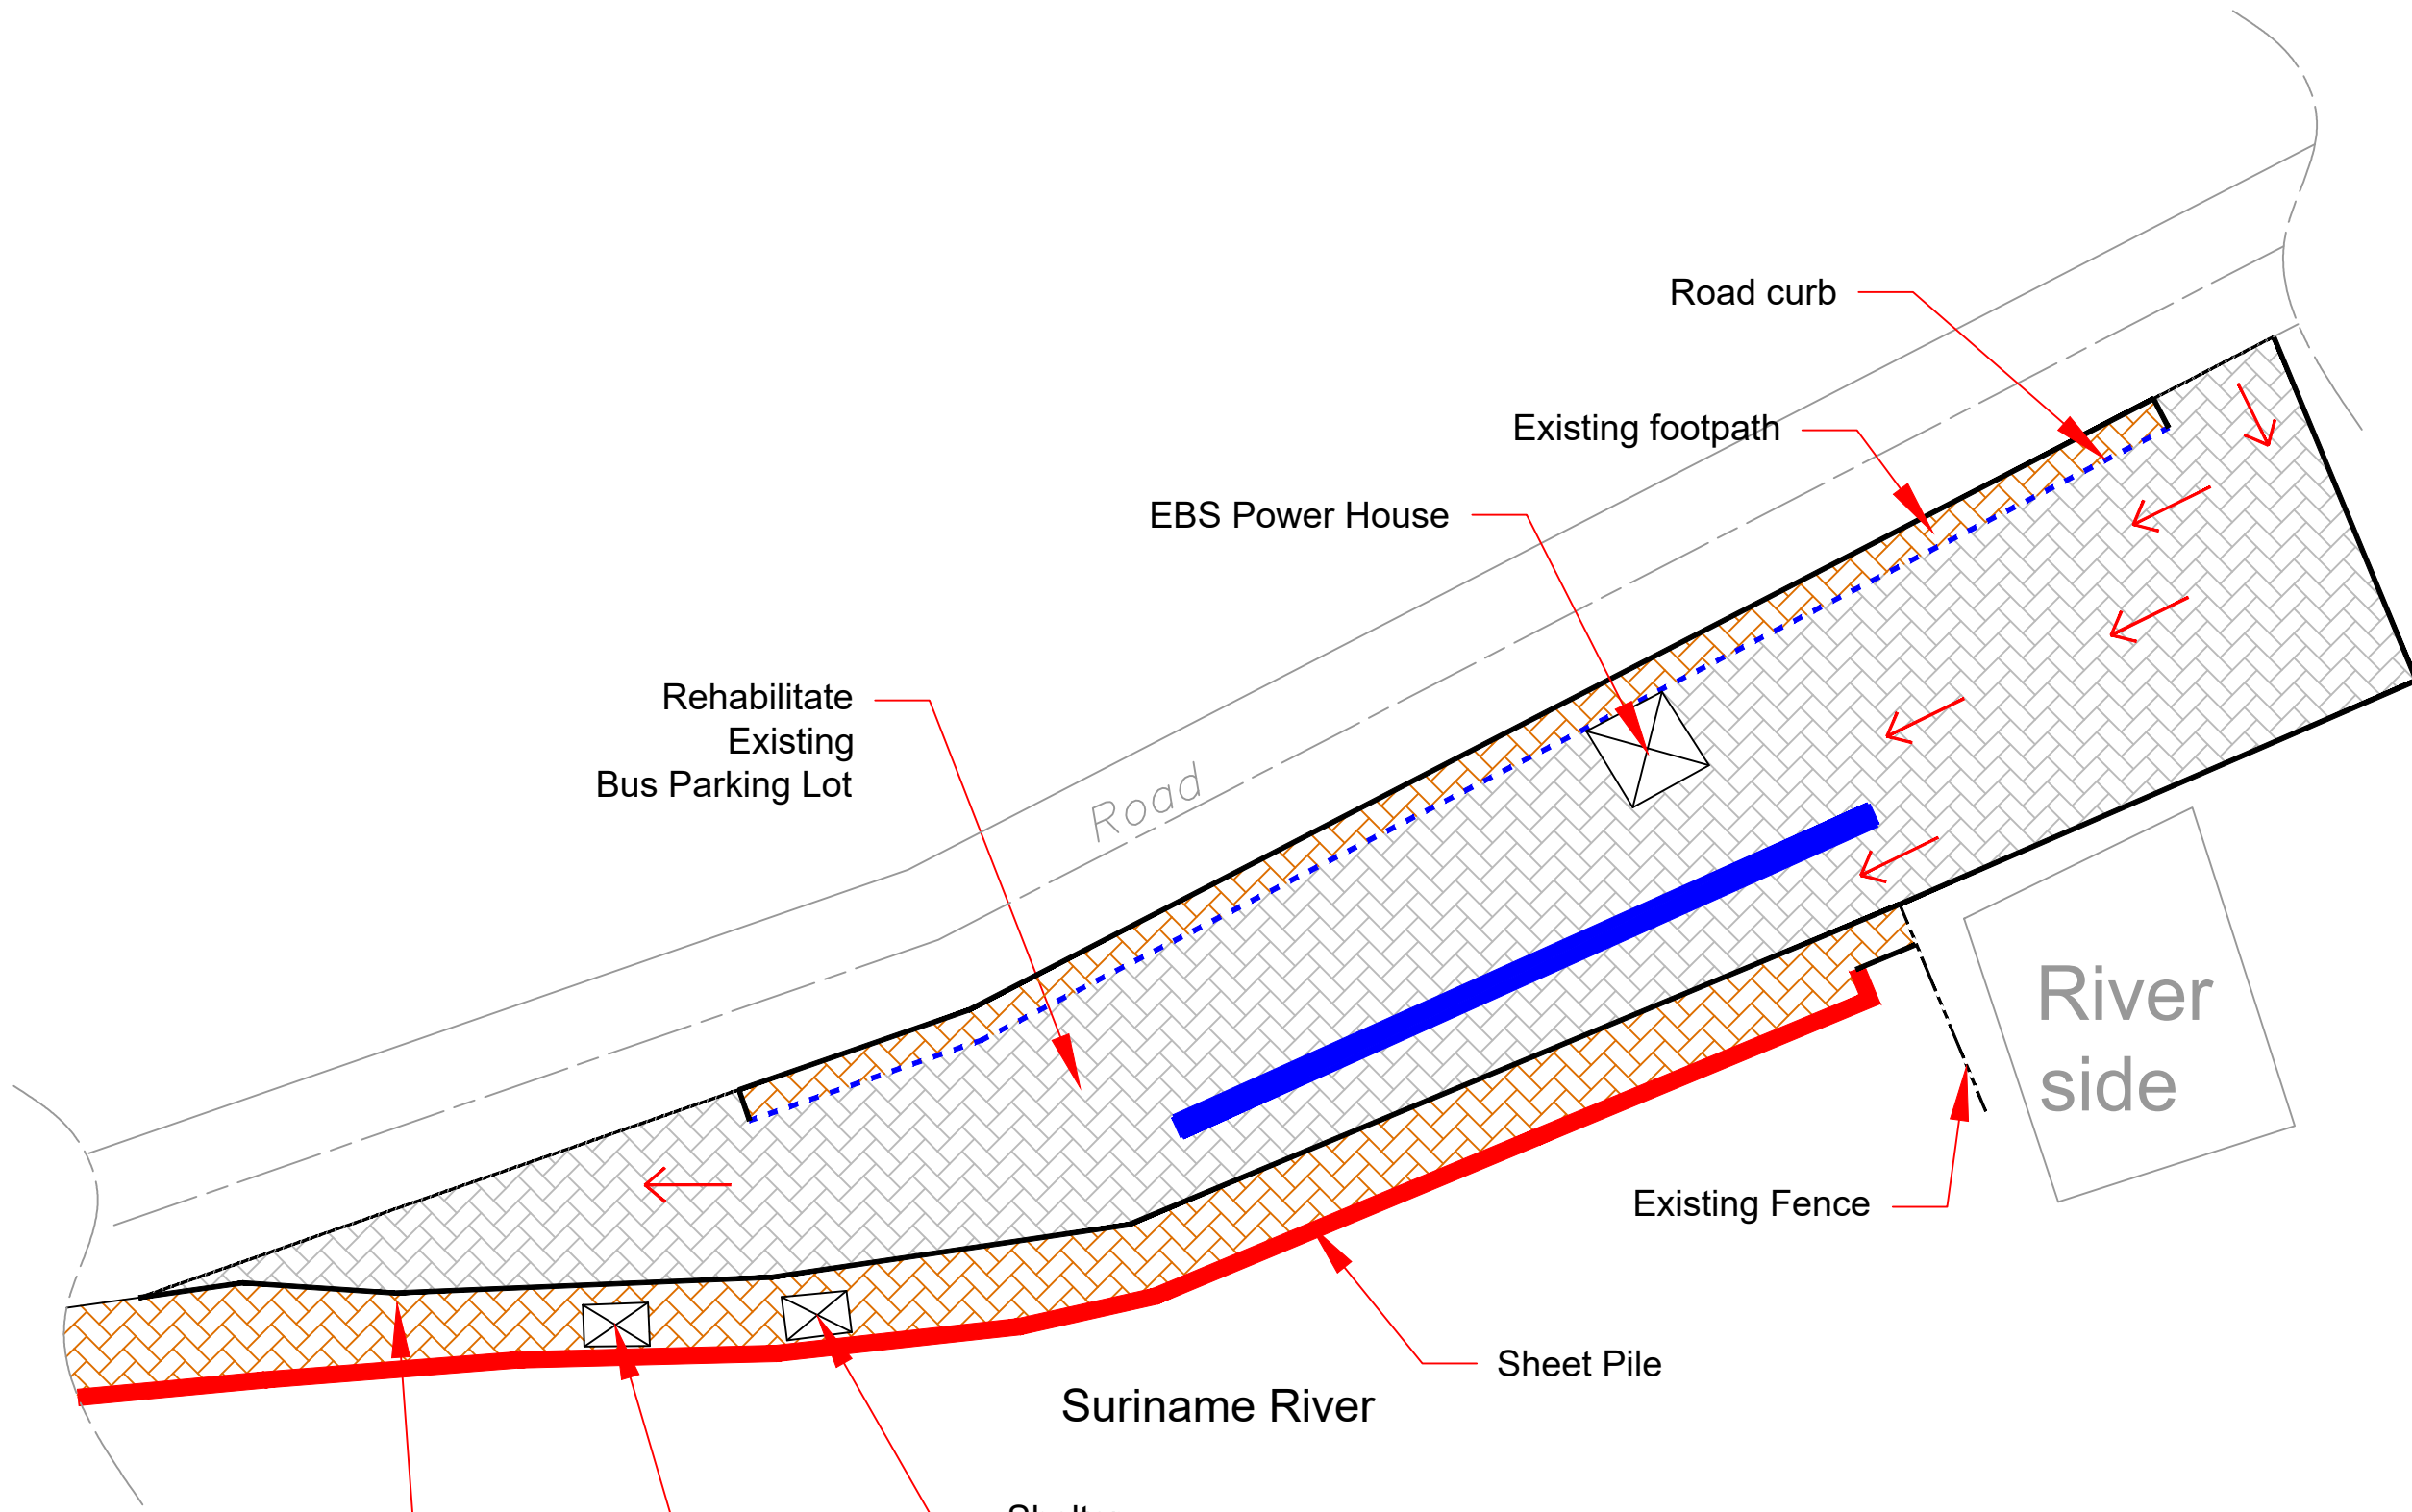 Road curb
Existing footpath
EBS Power House
Rehabilitate
Existing
Bus Parking Lot
Road
River
side
Existing Fence
Sheet Pile
Suriname River